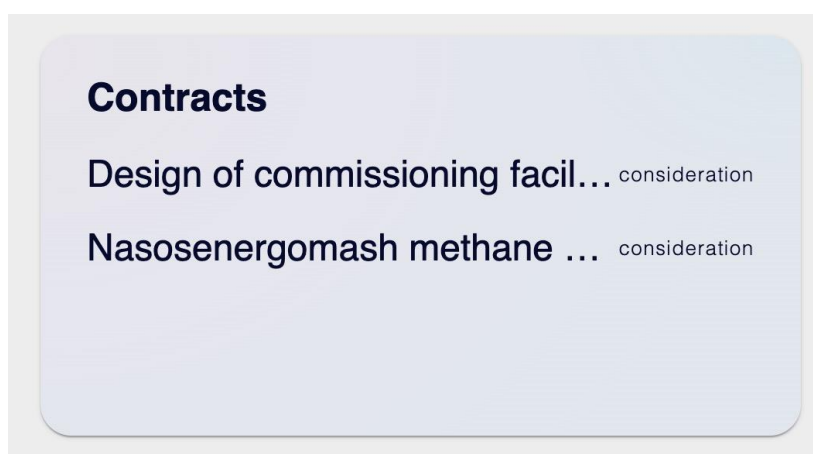 Contracts
Design of commissioning facil... consideration
Nasosenergomash methane ... consideration